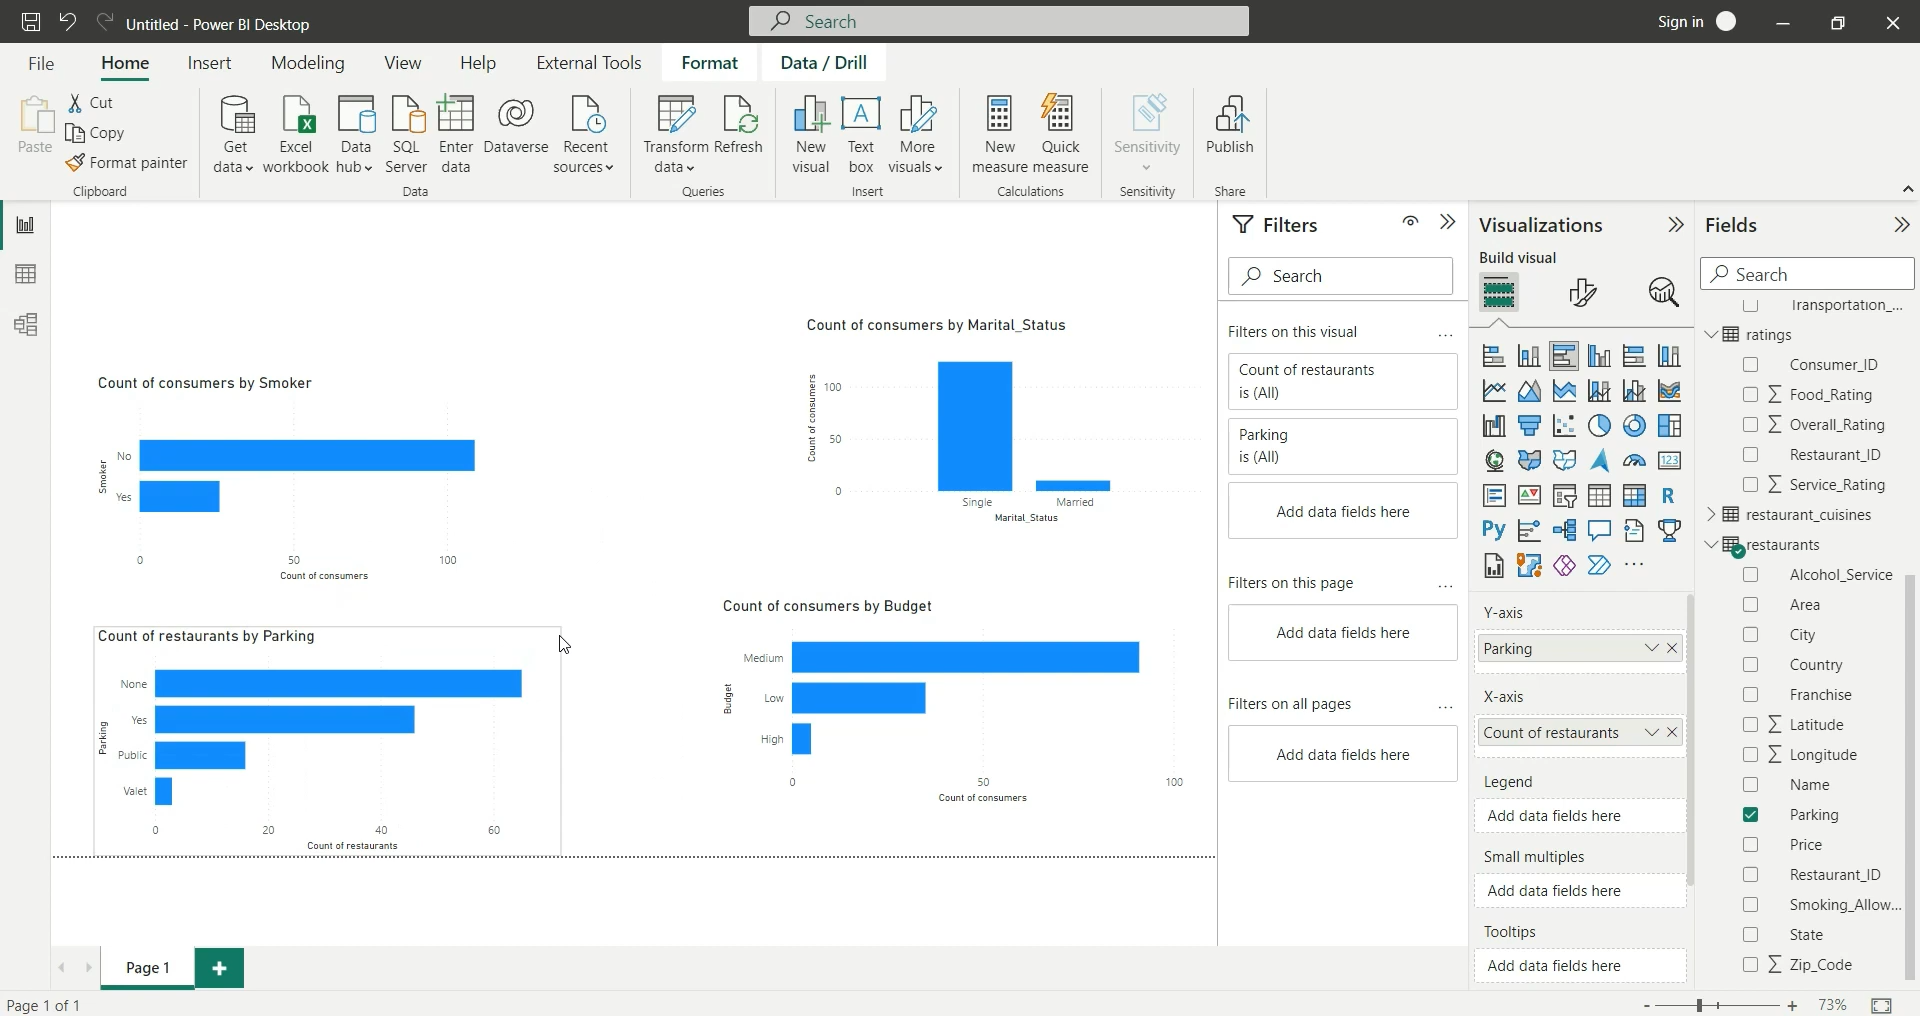 Untitled - Power BI Desktop
Search
Sign in
File
Home
Insert
Modeling
View
Help
External Tools
Format
Data / Drill
Paste
Cut
Copy
Format painter
Clipboard
Get data
Excel workbook
Data hub
SQL Server
Enter data
Dataverse
Recent sources
Data
Transform data
Refresh
Queries
New visual
Text box
More visuals
Insert
New measure
Quick measure
Calculations
Sensitivity
Sensitivity
Publish
Share
Count of consumers by Smoker
Smoker
No
Yes
0
50
100
Count of consumers
Count of consumers by Marital_Status
Count of consumers
100
50
0
Single
Married
Marital_Status
Count of restaurants by Parking
Parking
None
Yes
Public
Valet
0
20
40
60
Count of restaurants
Count of consumers by Budget
Budget
Medium
Low
High
0
50
100
Count of consumers
Filters
Search
Filters on this visual
...
Count of restaurants
is (All)
Parking
is (All)
Add data fields here
Filters on this page
...
Add data fields here
Filters on all pages
...
Add data fields here
Visualizations
Build visual
123
R
Py
...
Y-axis
Parking
X-axis
Count of restaurants
Legend
Add data fields here
Small multiples
Add data fields here
Tooltips
Add data fields here
Fields
Search
Transportation_...
ratings
Consumer_ID
Food_Rating
Overall_Rating
Restaurant_ID
Service_Rating
restaurant_cuisines
restaurants
Alcohol_Service
Area
City
Country
Franchise
Latitude
Longitude
Name
Parking
Price
Restaurant_ID
Smoking_Allow...
State
Zip_Code
Page 1
Page 1 of 1
73%